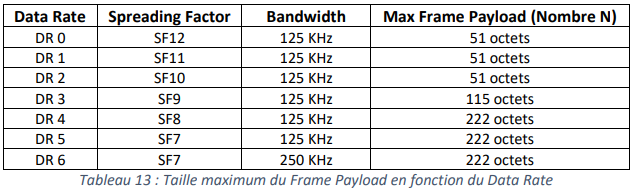 Data Rate Spreading Factor Bandwidth Max Frame Payload (Nombre N)
DR 0 SF12 125 KHz 51 octets
DR 1 SF11 125 KHz 51 octets
DR 2 SF10 125 KHz 51 octets
DR 3 SF9 125 KHz 115 octets
DR 4 SF8 125 KHz 222 octets
DR 5 SF7 125 KHz 222 octets
DR 6 SF7 250 KHz 222 octets
Tableau 13 : Taille maximum du Frame Payload en fonction du Data Rate